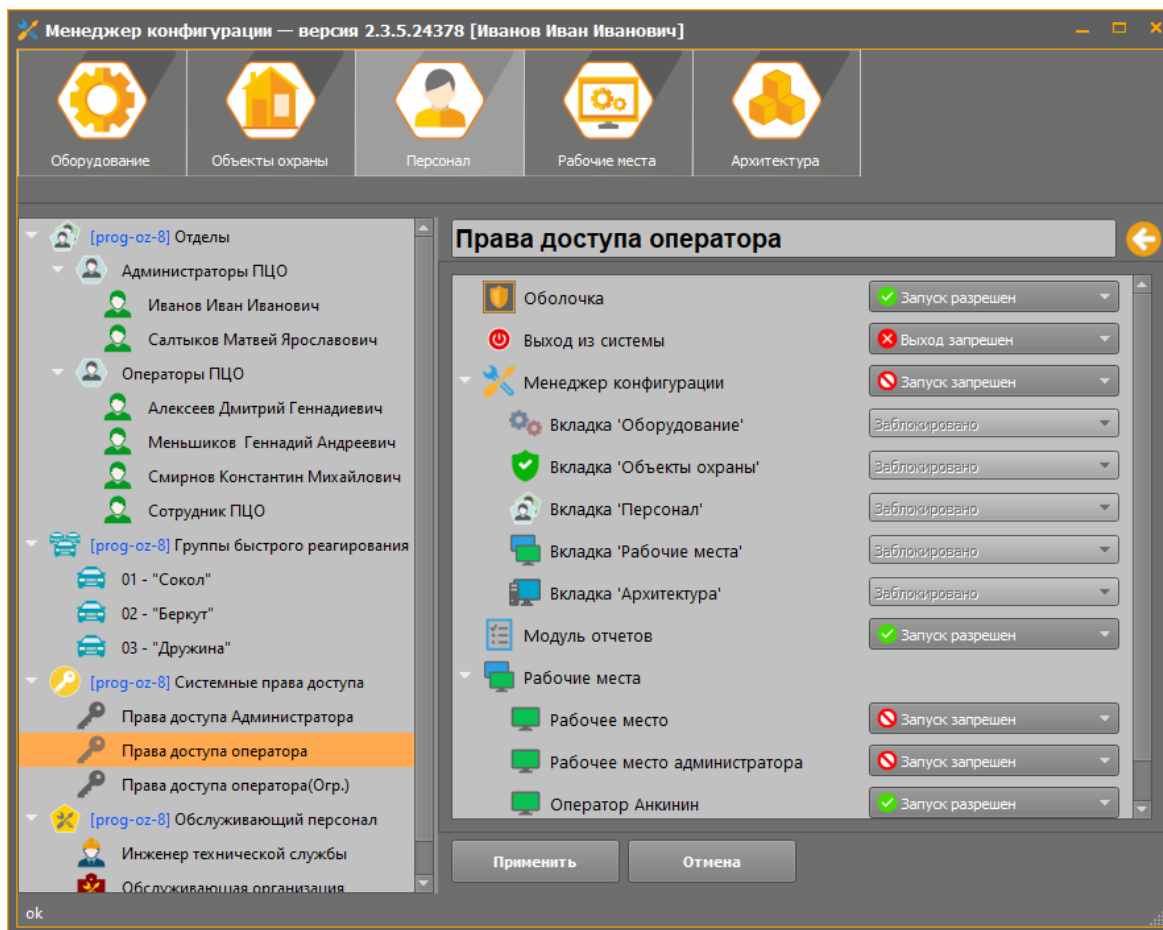 Менеджер конфигурации — версия 2.3.5.24378 [Иванов Иван Иванович]
Оборудование
Объекты охраны
Персонал
Рабочие места
Архитектура
[prog-oz-8] Отделы
Администраторы ПЦО
Иванов Иван Иванович
Салтыков Матвей Ярославович
Операторы ПЦО
Алексеев Дмитрий Геннадиевич
Меньшиков Геннадий Андреевич
Смирнов Константин Михайлович
Сотрудник ПЦО
[prog-oz-8] Группы быстрого реагирования
01 - "Сокол"
02 - "Беркут"
03 - "Дружина"
[prog-oz-8] Системные права доступа
Права доступа Администратора
Права доступа оператора
Права доступа оператора(Огр.)
[prog-oz-8] Обслуживающий персонал
Инженер технической службы
Обслуживающая организация
Права доступа оператора
Оболочка Запуск разрешен
Выход из системы Выход запрешен
Менеджер конфигурации Запуск запрешен
Вкладка 'Оборудование' Заблокировано
Вкладка 'Объекты охраны' Заблокировано
Вкладка 'Персонал' Заблокировано
Вкладка 'Рабочие места' Заблокировано
Вкладка 'Архитектура' Заблокировано
Модуль отчетов Запуск разрешен
Рабочие места
Рабочее место Запуск запрешен
Рабочее место администратора Запуск запрешен
Оператор Анкинин Запуск разрешен
Применить Отмена
ok